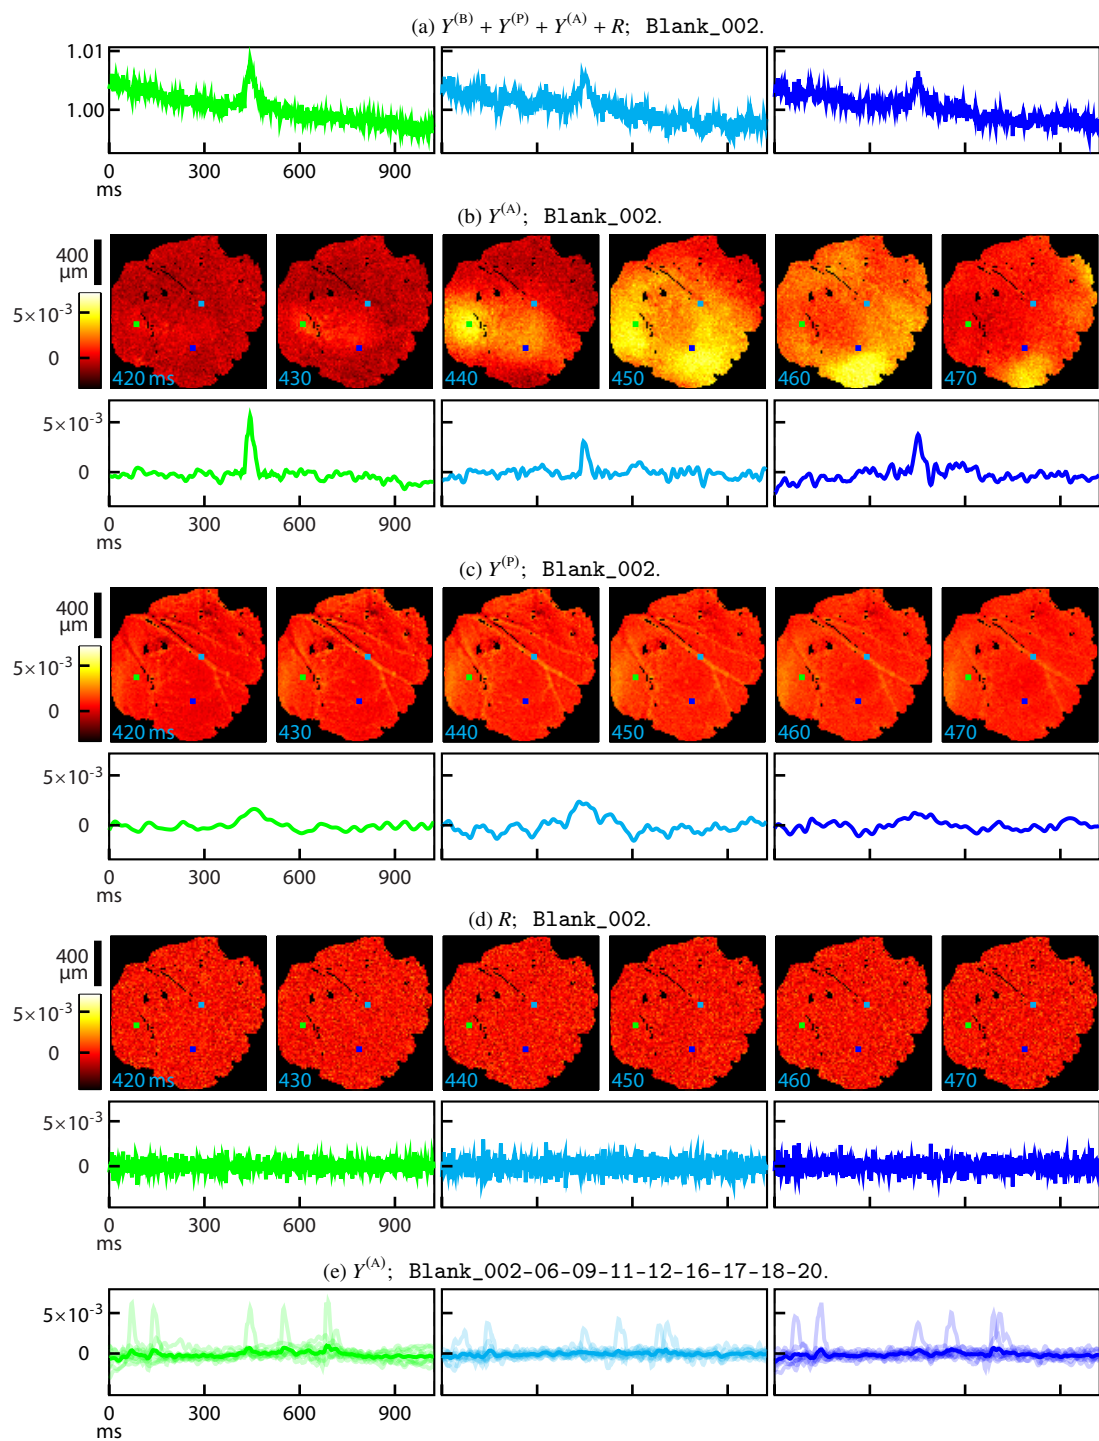 (a) Y^(B) + Y^(P) + Y^(A) + R; Blank_002.
1.01
1.00
0 300 600 900
ms
(b) Y^(A); Blank_002.
400
μm
5×10⁻³
0
420 ms 430 440 450 460 470
5×10⁻³
0
0 300 600 900
ms
(c) Y^(P); Blank_002.
400
μm
5×10⁻³
0
420 ms 430 440 450 460 470
5×10⁻³
0
0 300 600 900
ms
(d) R; Blank_002.
400
μm
5×10⁻³
0
420 ms 430 440 450 460 470
5×10⁻³
0
0 300 600 900
ms
(e) Y^(A); Blank_002-06-09-11-12-16-17-18-20.
5×10⁻³
0
0 300 600 900
ms